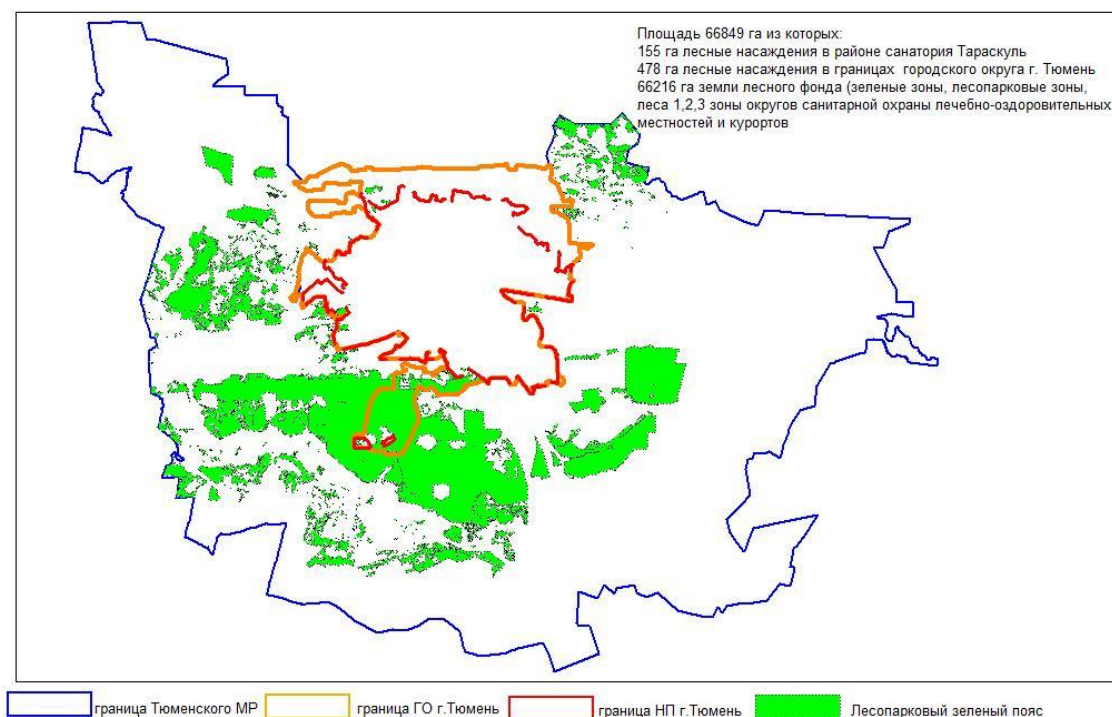 Площадь 66849 га из которых:
155 га лесные насаждения в районе санатория Тараскуль
478 га лесные насаждения в границах городского округа г. Тюмень
66216 га земли лесного фонда (зеленые зоны, лесопарковые зоны,
леса 1,2,3 зоны округов санитарной охраны лечебно-оздоровительных
местностей и курортов
граница Тюменского МР
граница ГО г.Тюмень
граница НП г.Тюмень
Лесопарковый зеленый пояс